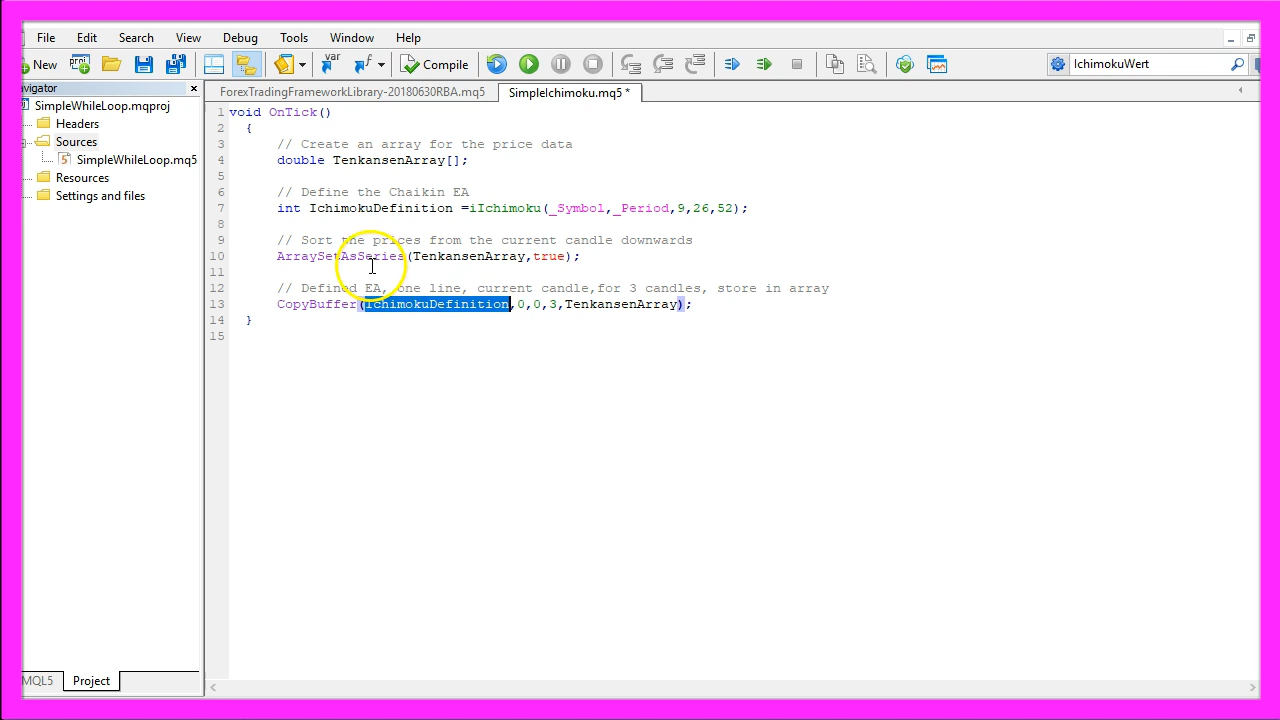 File Edit Search View Debug Tools Window Help
New var Compile IchimokuWert
avigator
ForexTradingFrameworkLibrary-20180630RBA.mq5 SimpleIchimoku.mq5 *
SimpleWhileLoop.mqproj
Headers
Sources
SimpleWhileLoop.mq5
Resources
Settings and files
1 void OnTick()
2 {
3 // Create an array for the price data
4 double TenkansenArray[];
5
6 // Define the Chaikin EA
7 int IchimokuDefinition =iIchimoku(_Symbol,_Period,9,26,52);
8
9 // Sort the prices from the current candle downwards
10 ArraySetAsSeries(TenkansenArray,true);
11
12 // Defined EA, one line, current candle,for 3 candles, store in array
13 CopyBuffer(IchimokuDefinition,0,0,3,TenkansenArray);
14 }
15
MQL5 Project